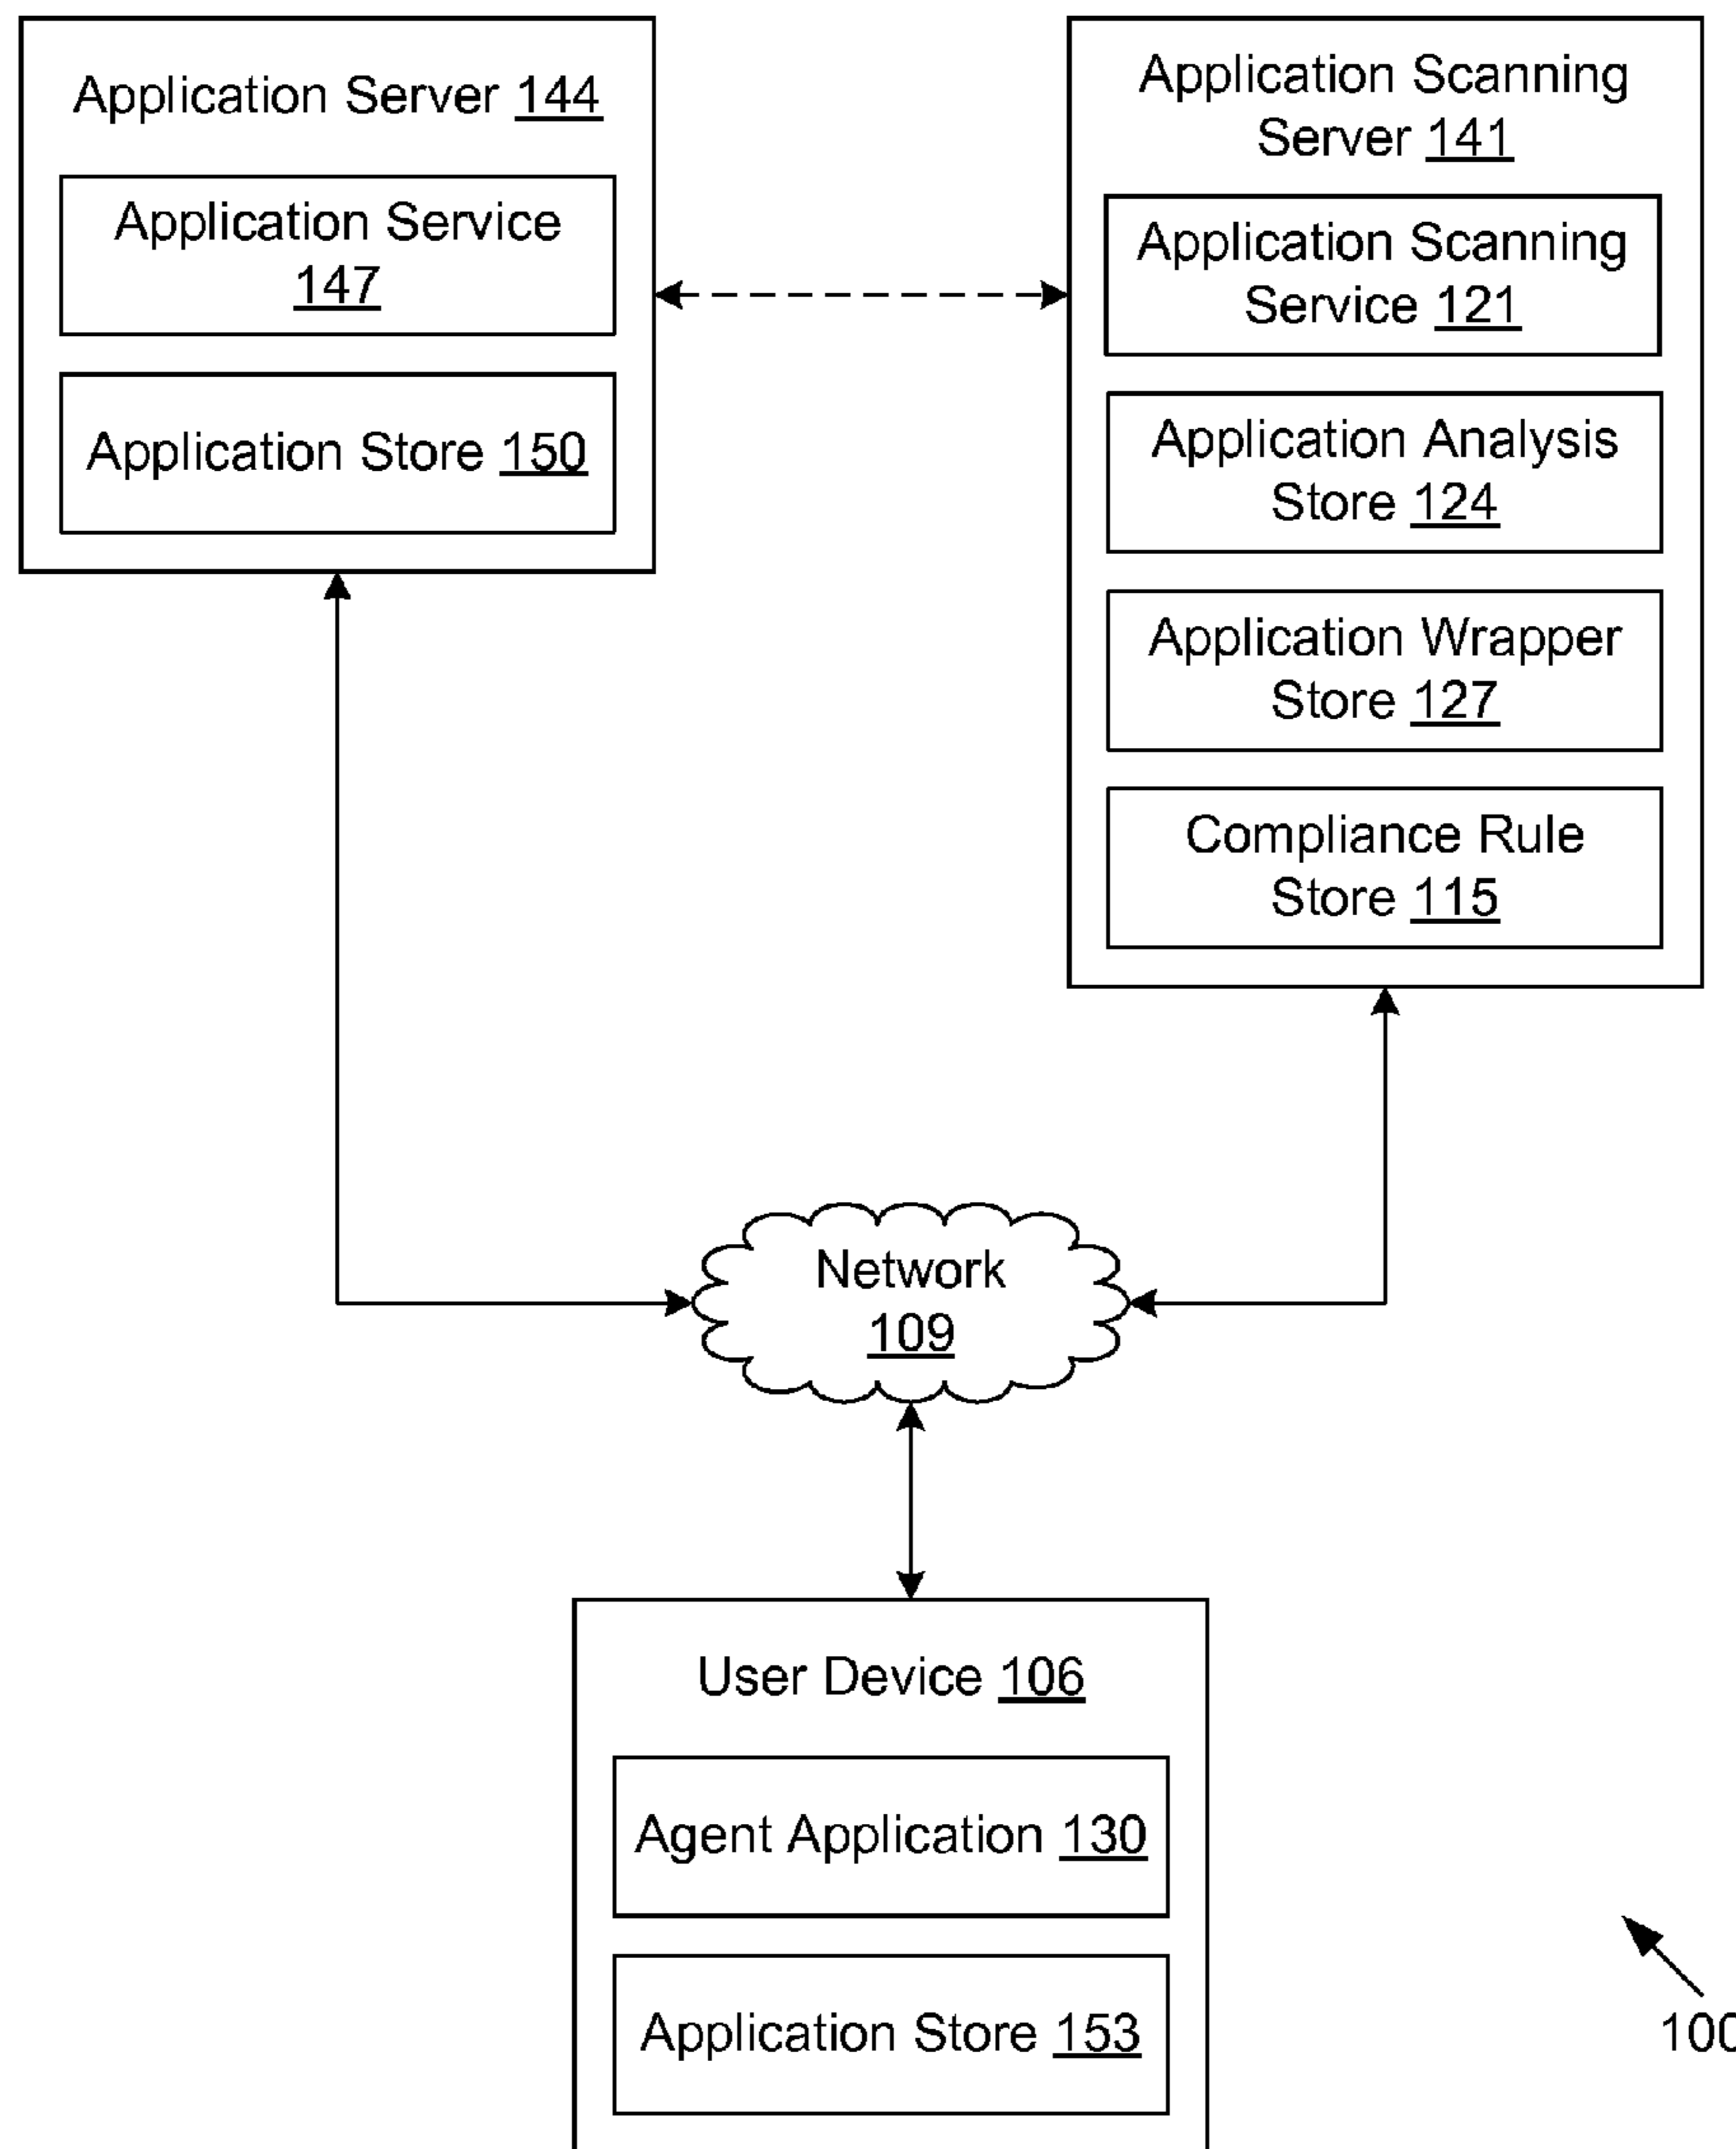 Application Server 144
Application Service
147
Application Store 150
Application Scanning
Server 141
Application Scanning
Service 121
Application Analysis
Store 124
Application Wrapper
Store 127
Compliance Rule
Store 115
Network
109
User Device 106
Agent Application 130
Application Store 153
100